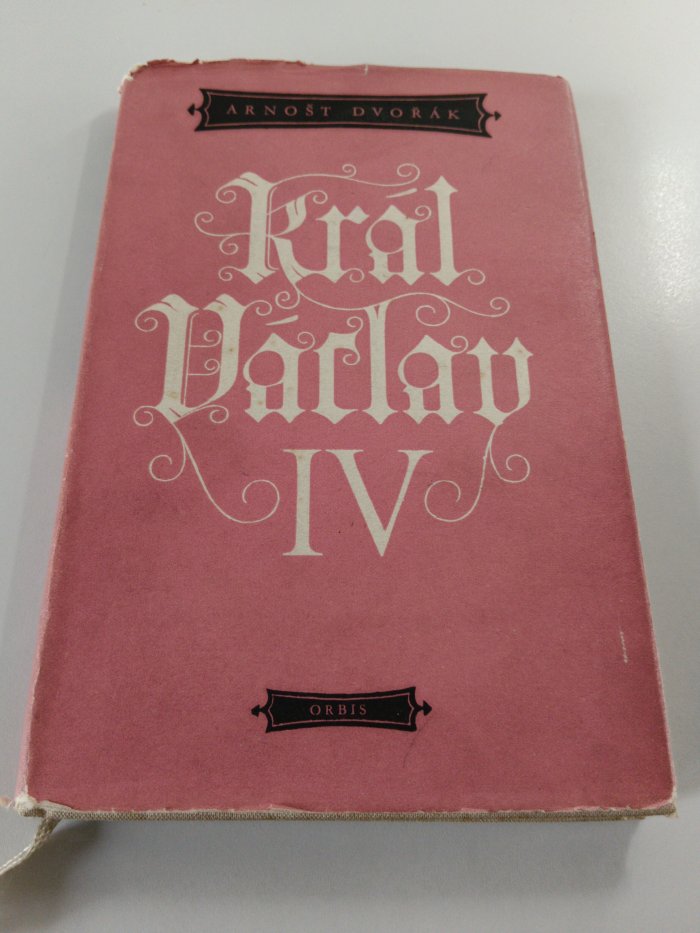 ARNOŠT DVOŘÁK
Král
Václav
IV
ORBIS